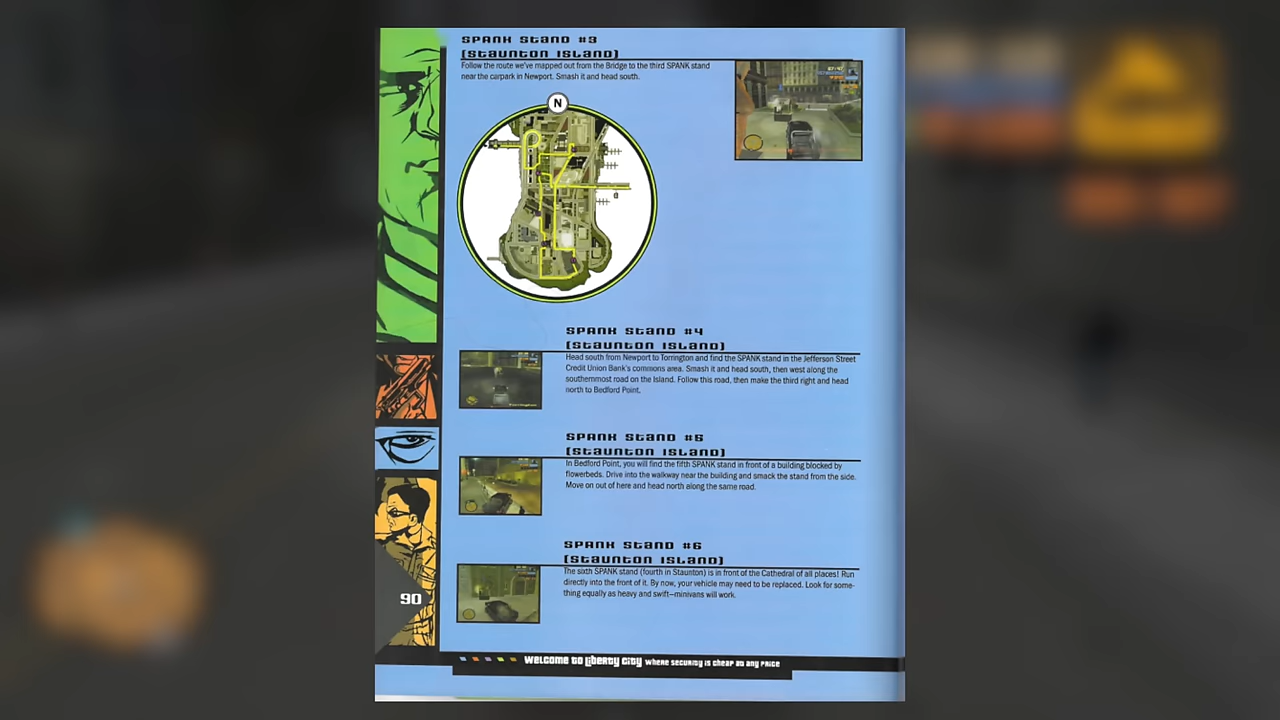 SPANK STAND #3
(STAUNTON ISLAND)
Follow the route we've mapped out from the Bridge to the third SPANK stand
near the carpark in Newport. Smash it and head south.
N
SPANK STAND #4
(STAUNTON ISLAND)
Head south from Newport to Torrington and find the SPANK stand in the Jefferson Street
Credit Union Bank's commons area. Smash it and head south, then west along the
southernmost road on the Island. Follow this road, then make the third right and head
north to Bedford Point.
SPANK STAND #5
(STAUNTON ISLAND)
In Bedford Point, you will find the fifth SPANK stand in front of a building blocked by
flowerbeds. Drive into the walkway near the building and smack the stand from the side.
Move on out of here and head north along the same road.
SPANK STAND #6
(STAUNTON ISLAND)
The sixth SPANK stand (fourth in Staunton) is in front of the Cathedral of all places! Run
directly into the front of it. By now, your vehicle may need to be replaced. Look for some-
thing equally as heavy and swift—minivans will work.
90
WELCOME TO LIBERTY CITY WHERE SECURITY IS CHEAP AT ANY PRICE